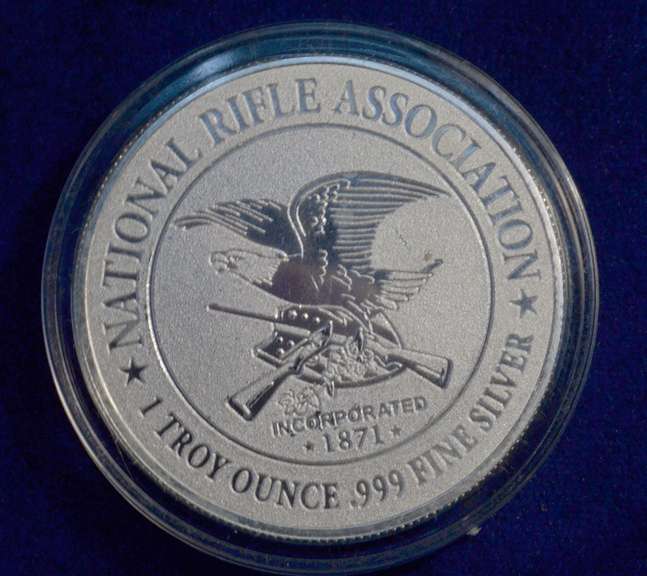 ★ NATIONAL RIFLE ASSOCIATION ★
INCORPORATED
★ 1871 ★
1 TROY OUNCE .999 FINE SILVER